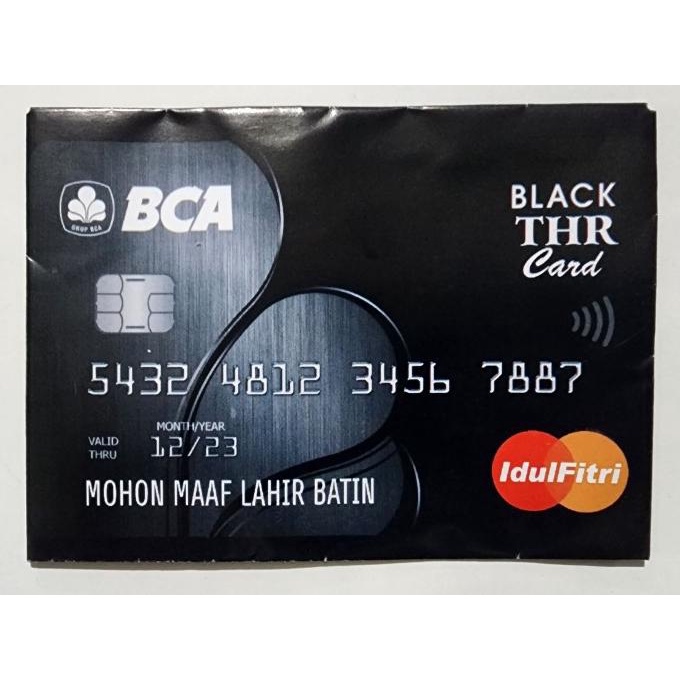 GRUP BCA
BCA
BLACK
THR
Card
5432 4812 3456 7887
MONTH/YEAR
VALID
THRU
12/23
MOHON MAAF LAHIR BATIN
IdulFitri